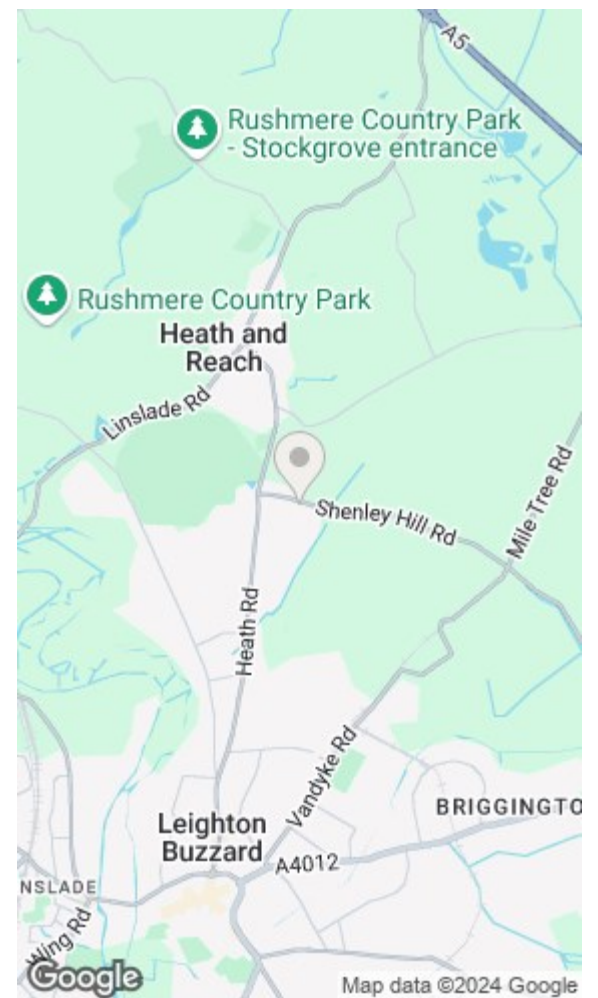 A5
Rushmere Country Park
- Stockgrove entrance
Rushmere Country Park
Heath and
Reach
Linslade Rd
Shenley Hill Rd
Mile Tree Rd
Heath Rd
Vandyke Rd
BRIGGINGTO
Leighton
Buzzard
A4012
NSLADE
Wing Rd
Google
Map data ©2024 Google